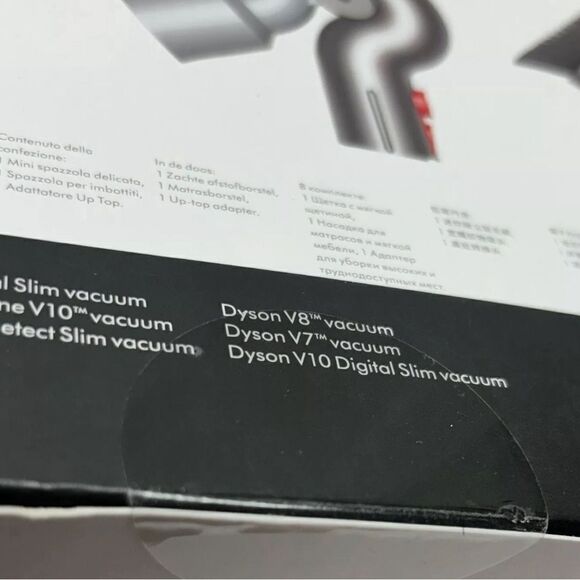 Contenuto della
confezione:
1 Mini spazzola delicata,
1 Spazzola per imbottiti,
Adattatore Up Top.
In de doos:
1 Zachte afstofborstel,
1 Matrasborstel,
1 Up-top adapter.
В комплекте:
1 Щетка с мягкой
щетиной,
1 Насадка для
матрасов и мягкой
мебели, 1 Адаптер
для уборки высоких и
труднодоступных мест.
al Slim vacuum
ne V10™ vacuum
etect Slim vacuum
Dyson V8™ vacuum
Dyson V7™ vacuum
Dyson V10 Digital Slim vacuum